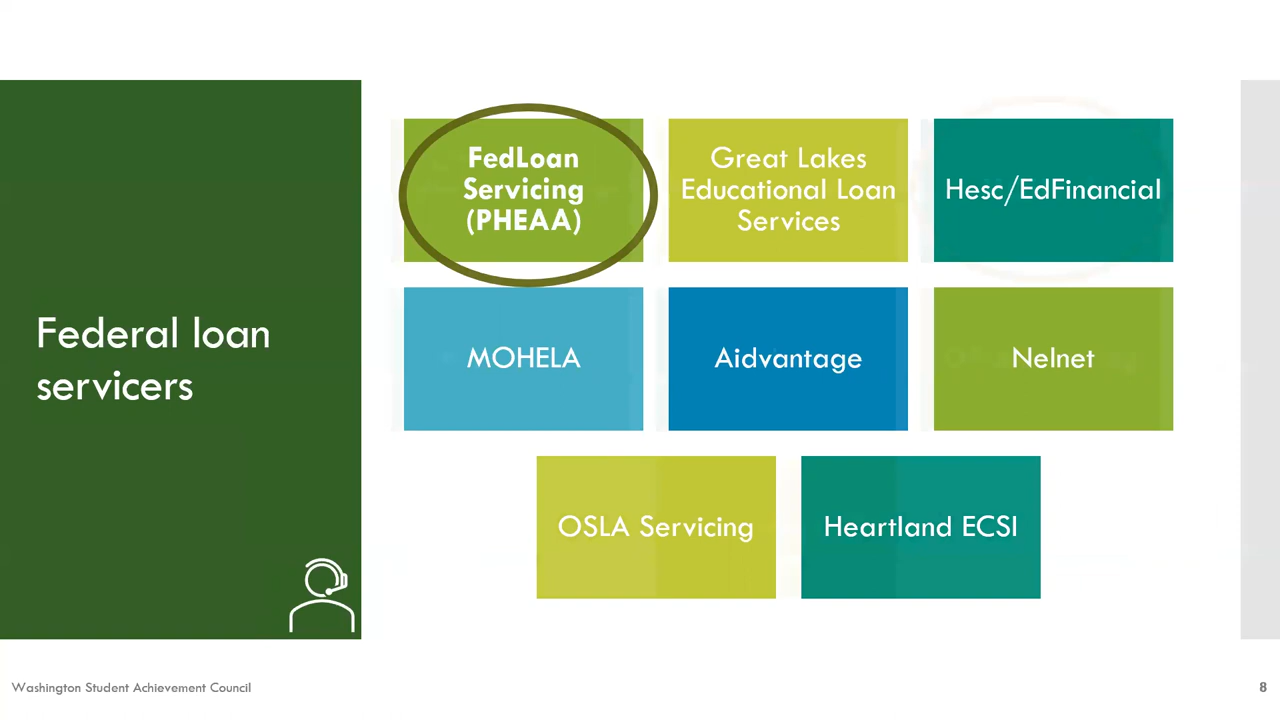 Federal loan
servicers
FedLoan
Servicing
(PHEAA)
Great Lakes
Educational Loan
Services
Hesc/EdFinancial
MOHELA
Aidvantage
Nelnet
OSLA Servicing
Heartland ECSI
Washington Student Achievement Council
8